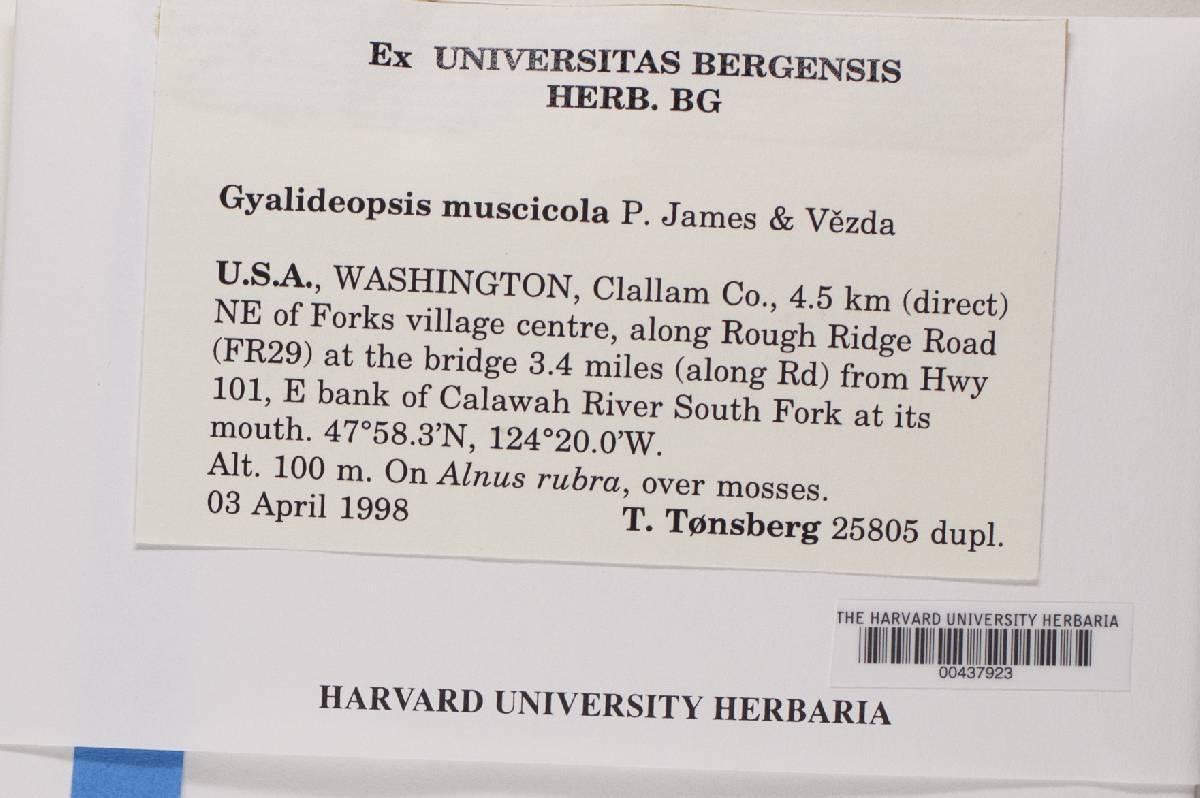 Ex UNIVERSITAS BERGENSIS
HERB. BG
Gyalideopsis muscicola P. James & Vězda
U.S.A., WASHINGTON, Clallam Co., 4.5 km (direct)
NE of Forks village centre, along Rough Ridge Road
(FR29) at the bridge 3.4 miles (along Rd) from Hwy
101, E bank of Calawah River South Fork at its
mouth. 47°58.3'N, 124°20.0'W.
Alt. 100 m. On Alnus rubra, over mosses.
03 April 1998 T. Tønsberg 25805 dupl.
THE HARVARD UNIVERSITY HERBARIA
00437923
HARVARD UNIVERSITY HERBARIA